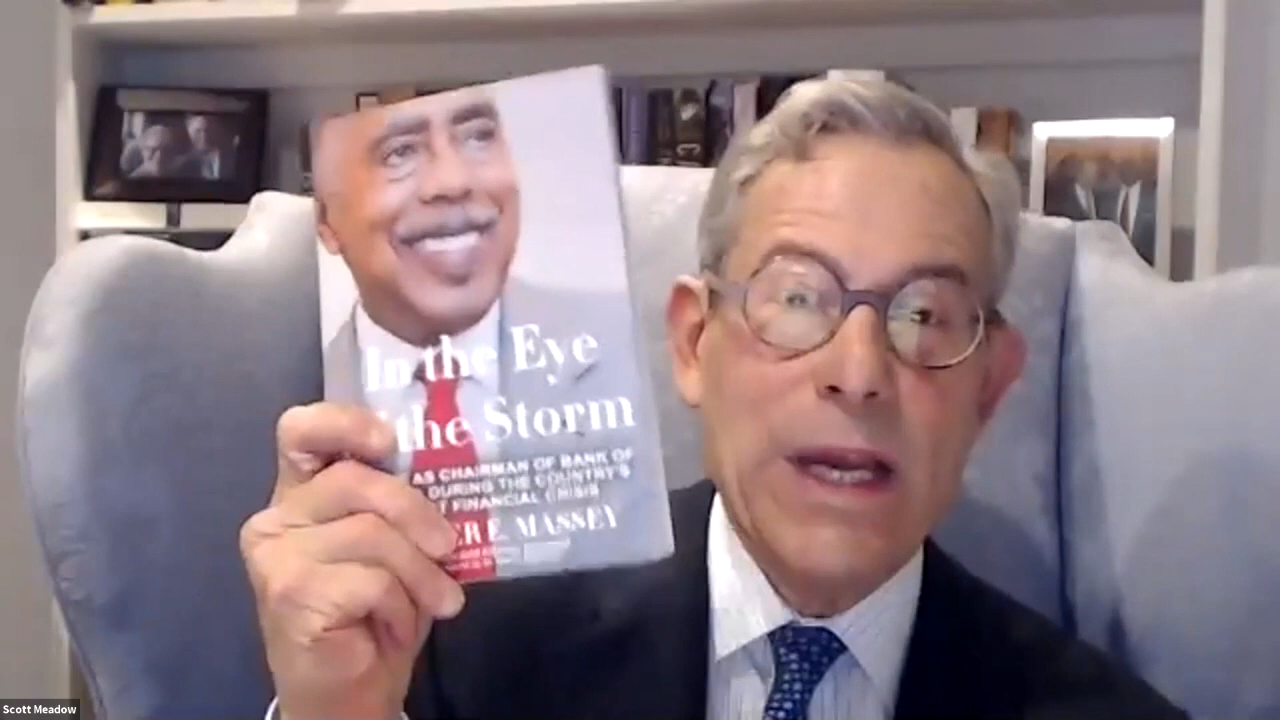 In the Eye
the Storm
AS CHAIRMAN OF BANK OF
DURING THE COUNTRY'S
FINANCIAL CRISIS
E. MASSEY
Scott Meadow